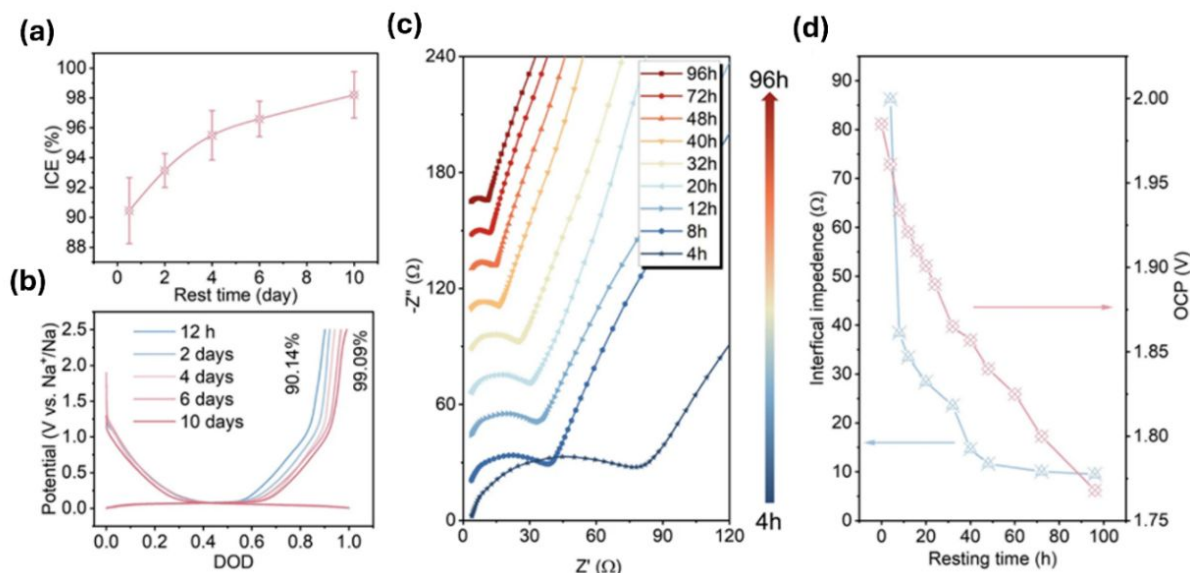 (a)
100
98
96
94
92
90
88
ICE (%)
0 2 4 6 8 10
Rest time (day)
(b)
2.5
2.0
1.5
1.0
0.5
0.0
Potential (V vs. Na⁺/Na)
12 h
2 days
4 days
6 days
10 days
90.14%
99.09%
0.0 0.2 0.4 0.6 0.8 1.0
DOD
(c)
240
180
120
60
0
-Z'' (Ω)
96h
72h
48h
40h
32h
20h
12h
8h
4h
0 30 60 90 120
Z' (Ω)
96h
4h
(d)
90
80
70
60
50
40
30
20
10
0
Interfical impedence (Ω)
2.00
1.95
1.90
1.85
1.80
1.75
OCP (V)
0 20 40 60 80 100
Resting time (h)